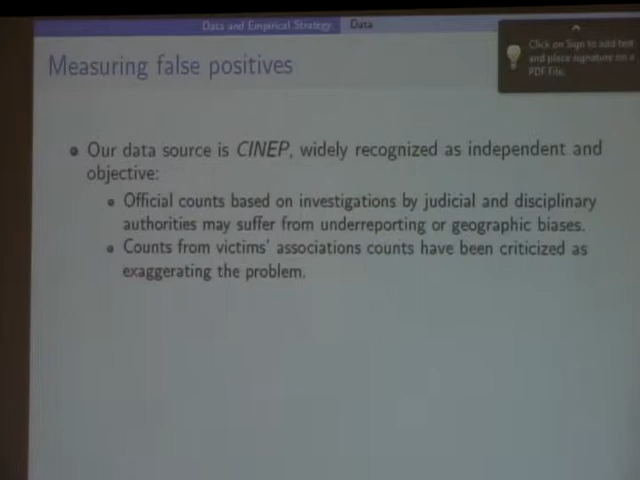 Data and Empirical Strategy Data
Click on Sign to add text
and place signature on a
PDF File.
Measuring false positives
Our data source is CINEP, widely recognized as independent and
objective:
Official counts based on investigations by judicial and disciplinary
authorities may suffer from underreporting or geographic biases.
Counts from victims' associations counts have been criticized as
exaggerating the problem.